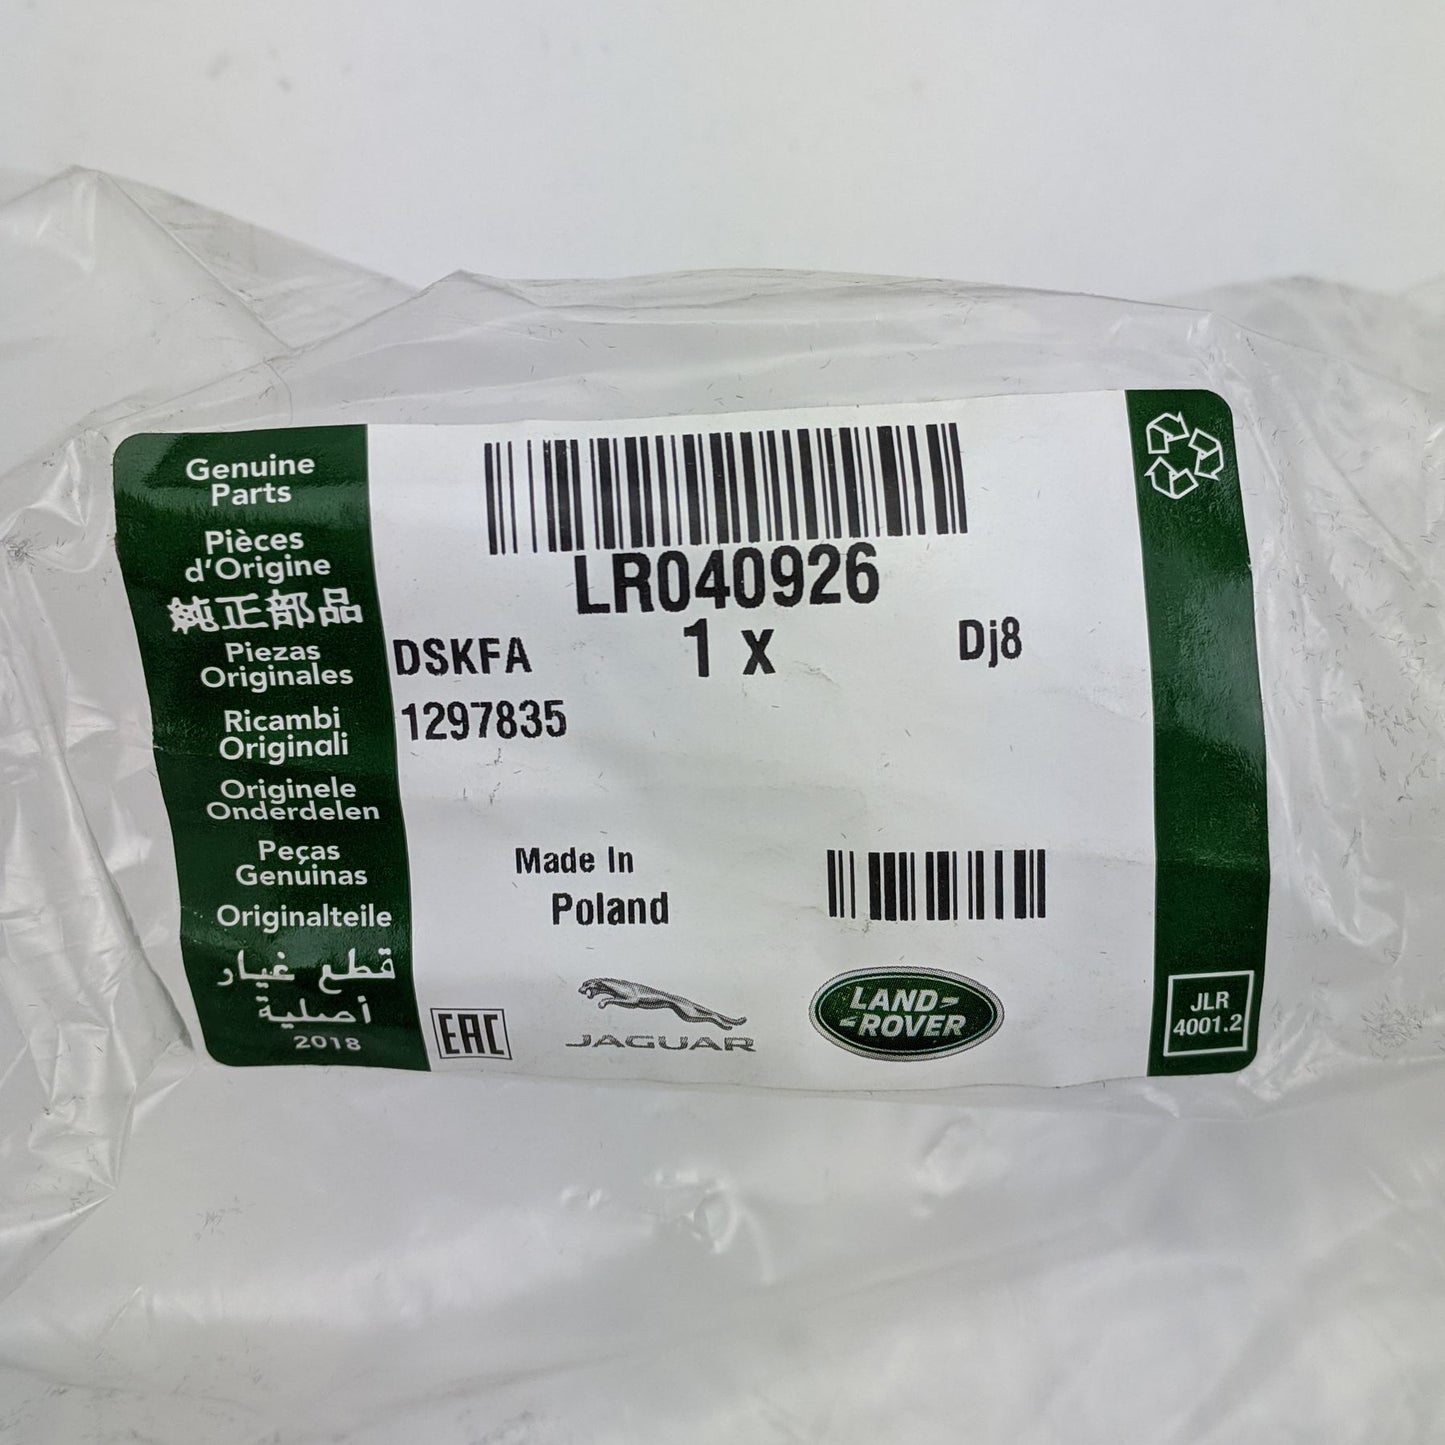 Genuine
Parts
Pièces
d'Origine
純正部品
Piezas
Originales
Ricambi
Originali
Originele
Onderdelen
Peças
Genuinas
Originalteile
قطع غيار
أصلية
2018
LR040926
DSKFA 1 x Dj8
1297835
Made In
Poland
EAC
JAGUAR
LAND-
-ROVER
JLR
4001.2